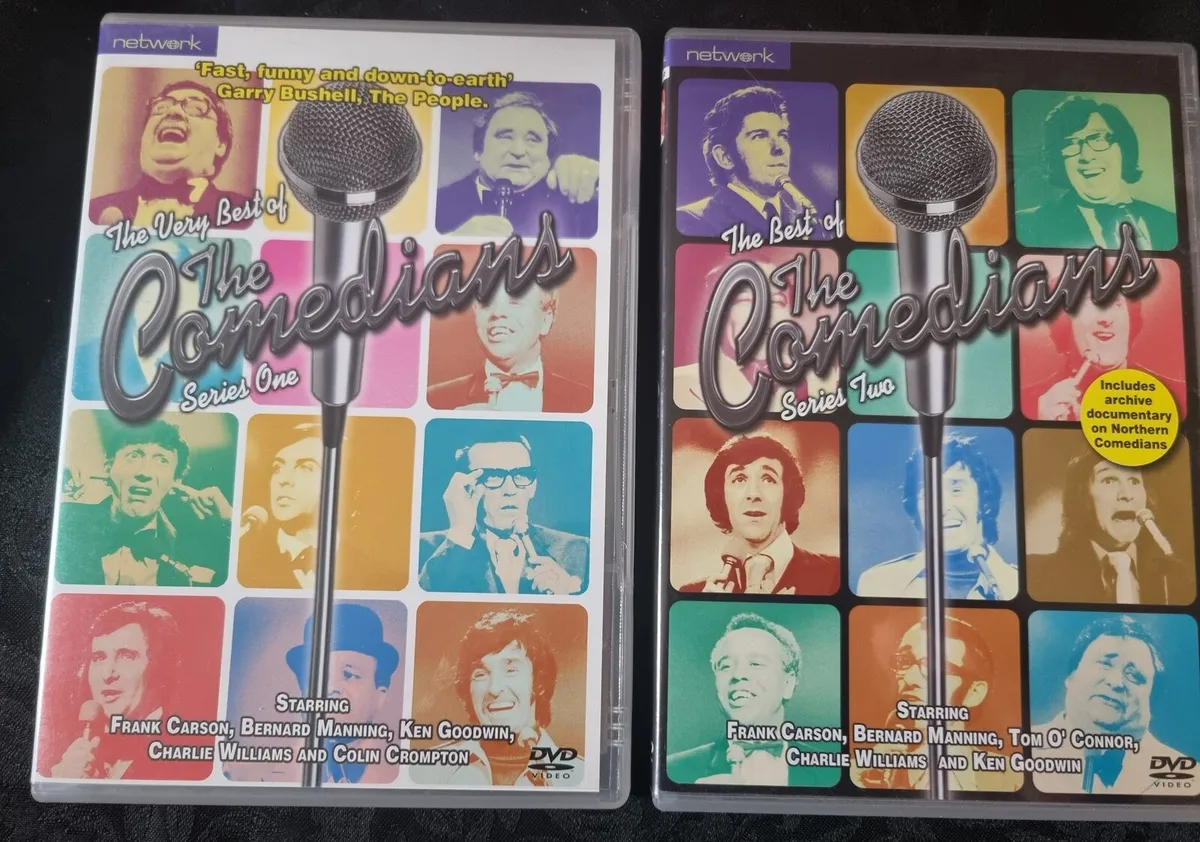 network
'Fast, funny and down-to-earth'
Garry Bushell, The People.
The Very Best of
The
Comedians
Series One
STARRING
FRANK CARSON, BERNARD MANNING, KEN GOODWIN,
CHARLIE WILLIAMS AND COLIN CROMPTON
DVD
VIDEO
network
The Best of
The
Comedians
Series Two
Includes
archive
documentary
on Northern
Comedians
STARRING
FRANK CARSON, BERNARD MANNING, TOM O' CONNOR,
CHARLIE WILLIAMS AND KEN GOODWIN
DVD
VIDEO